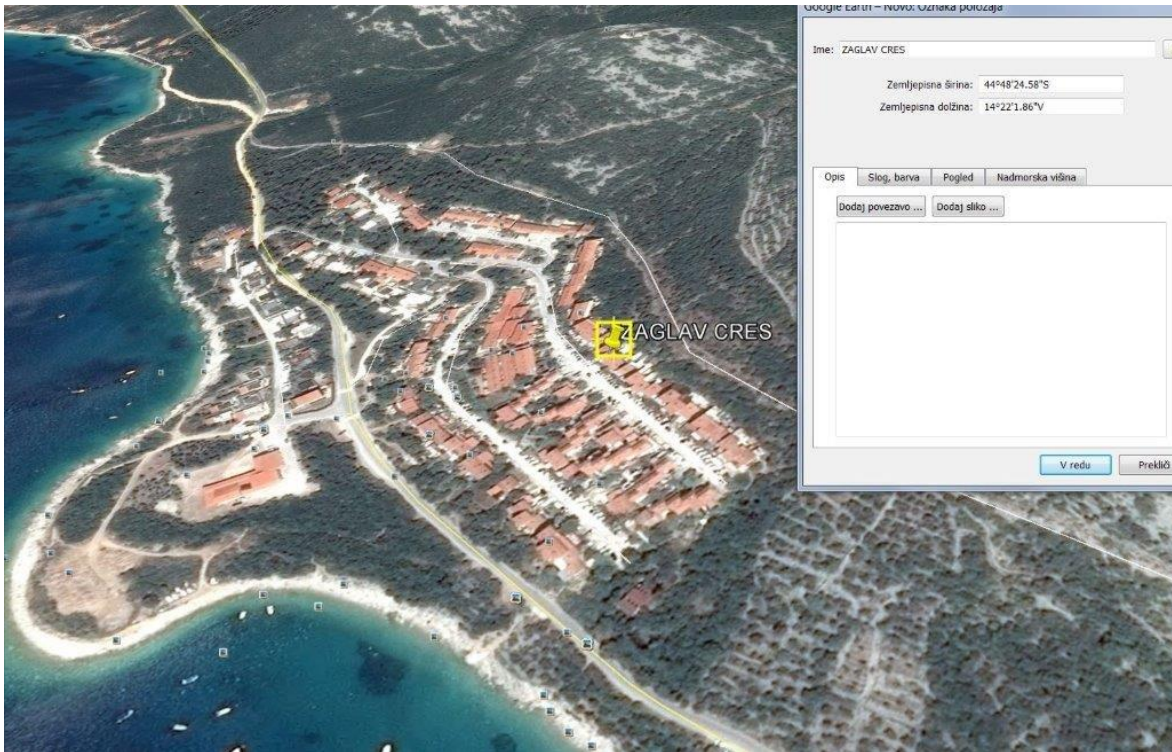 Google Earth – Novo: Oznaka položaja
Ime: ZAGLAV CRES
Zemljepisna širina: 44°48'24.58"S
Zemljepisna dolžina: 14°22'1.86"V
Opis Slog, barva Pogled Nadmorska višina
Dodaj povezavo ... Dodaj sliko ...
ZAGLAV CRES
V redu Prekliči